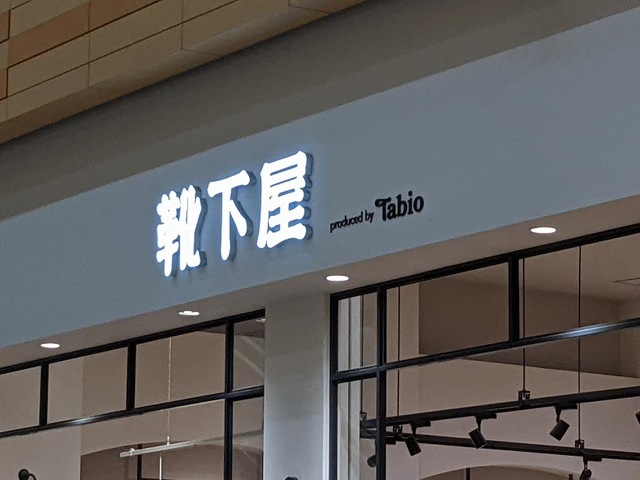 靴下屋
produced by Tabio